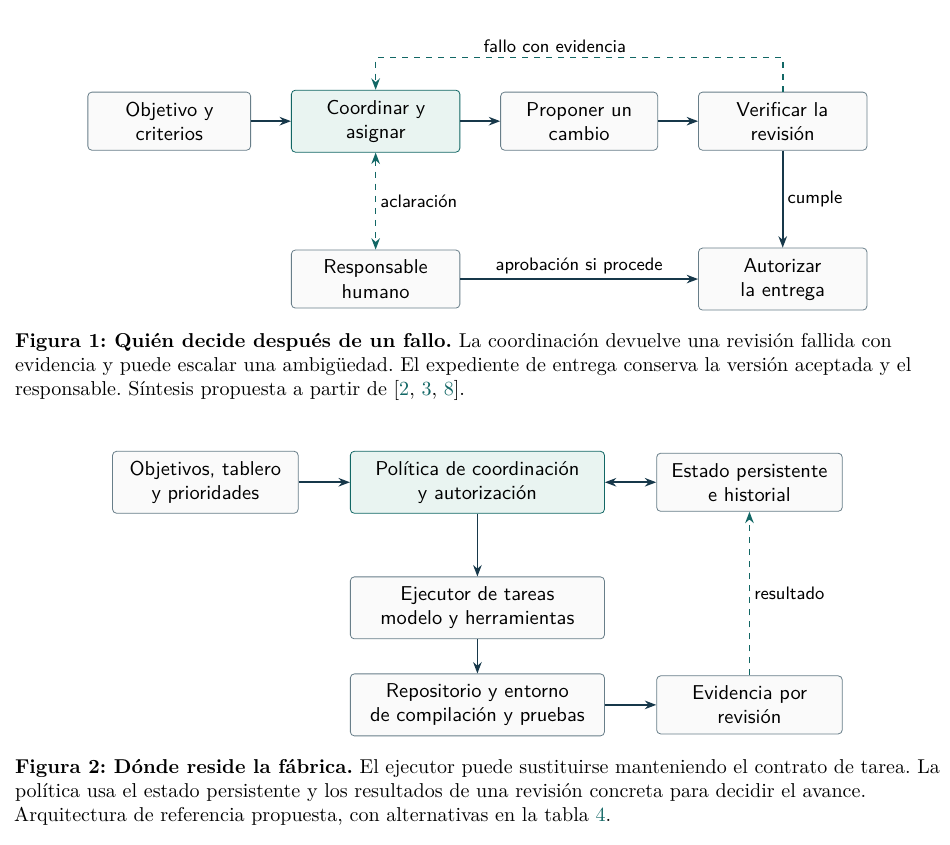 fallo con evidencia
Objetivo y
criterios
Coordinar y
asignar
Proponer un
cambio
Verificar la
revisión
aclaración
cumple
Responsable
humano
aprobación si procede
Autorizar
la entrega
Figura 1: Quién decide después de un fallo. La coordinación devuelve una revisión fallida con
evidencia y puede escalar una ambigüedad. El expediente de entrega conserva la versión aceptada y el
responsable. Síntesis propuesta a partir de [2, 3, 8].
Objetivos, tablero
y prioridades
Política de coordinación
y autorización
Estado persistente
e historial
Ejecutor de tareas
modelo y herramientas
resultado
Repositorio y entorno
de compilación y pruebas
Evidencia por
revisión
Figura 2: Dónde reside la fábrica. El ejecutor puede sustituirse manteniendo el contrato de tarea. La
política usa el estado persistente y los resultados de una revisión concreta para decidir el avance.
Arquitectura de referencia propuesta, con alternativas en la tabla 4.